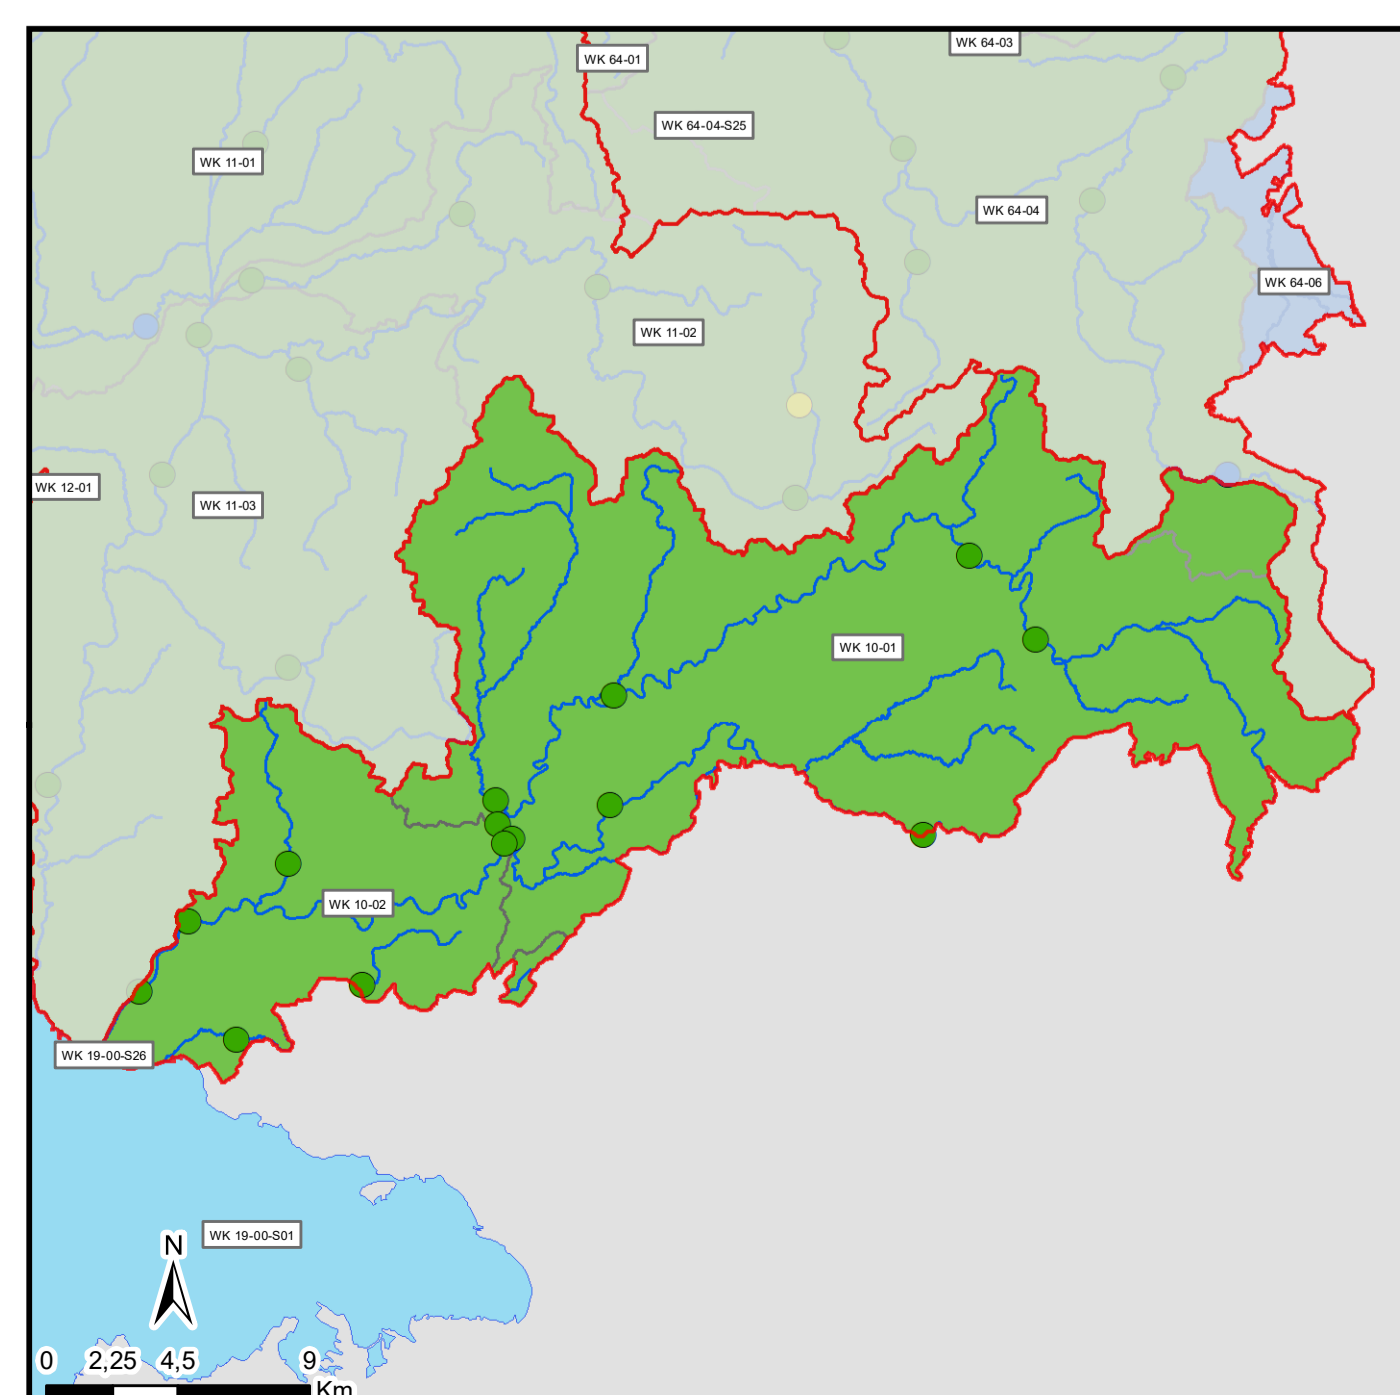 WK 64-03
WK 64-01
WK 64-04-S25
WK 11-01
WK 64-04
WK 64-06
WK 11-02
WK 12-01
WK 11-03
WK 10-01
WK 10-02
WK 19-00-S26
WK 19-00-S01
N
0 2,25 4,5 9
Km